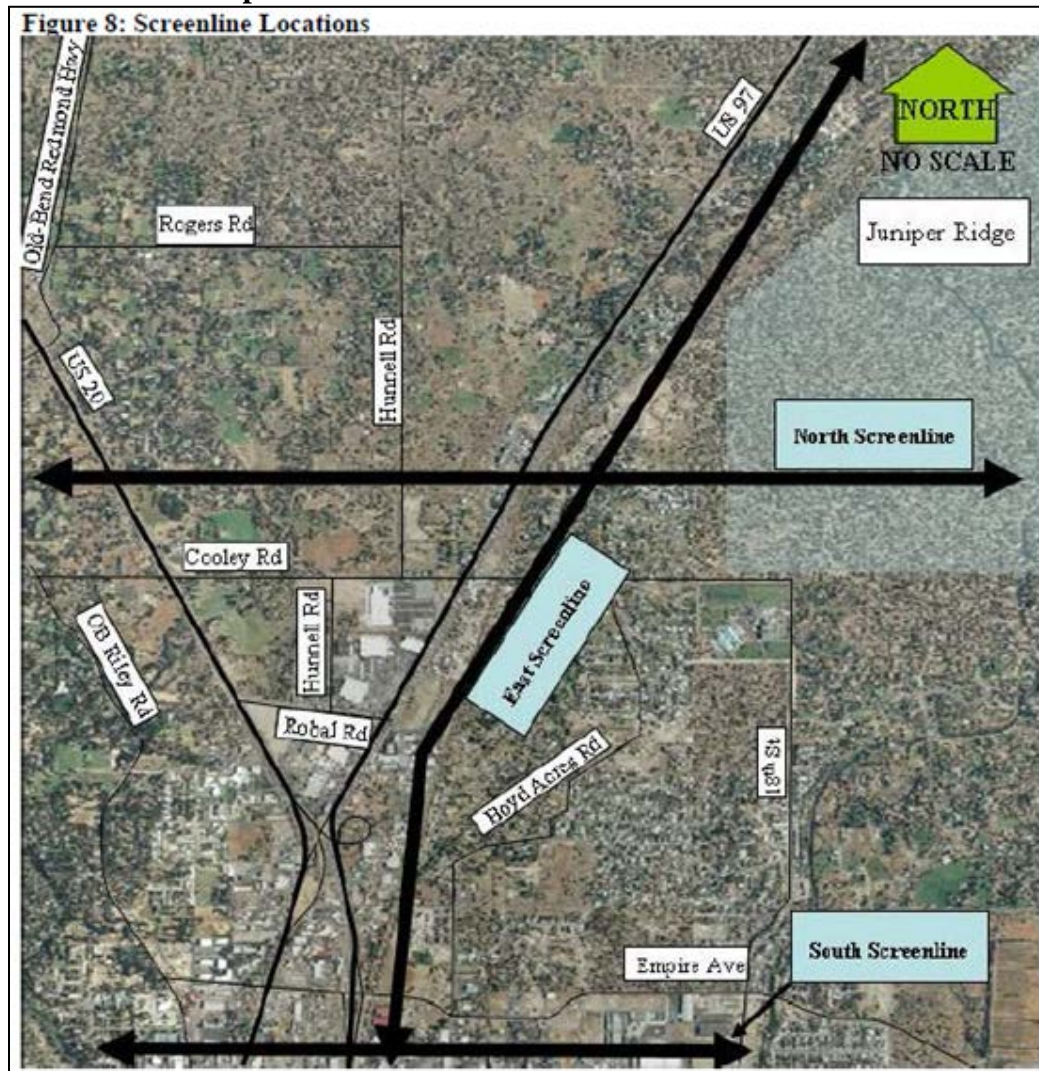 Figure 8: Screenline Locations
Old-Bend Redmond Hwy
US 97
NORTH
NO SCALE
Rogers Rd
Juniper Ridge
US 20
Hunnell Rd
North Screenline
Cooley Rd
OB Riley Rd
Hunnell Rd
East Screenline
Robal Rd
Boyd Acres Rd
18th St
Empire Ave
South Screenline